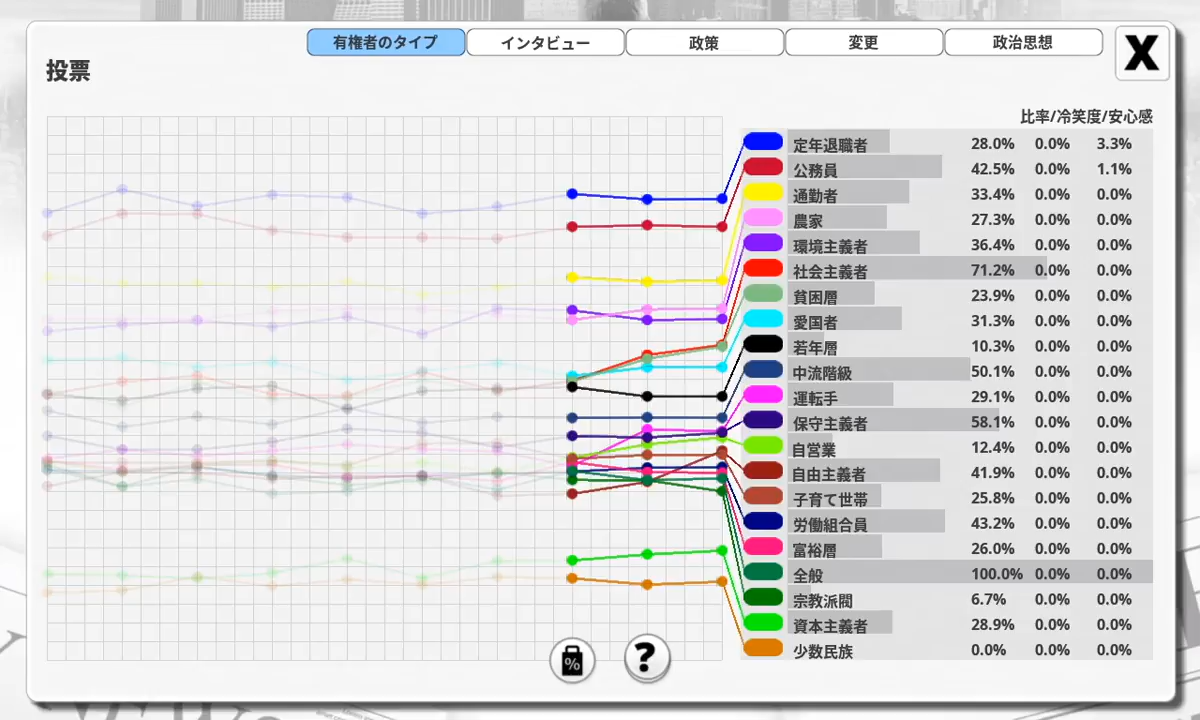 有権者のタイプ インタビュー 政策 変更 政治思想
X
投票
比率/冷笑度/安心感
定年退職者 28.0% 0.0% 3.3%
公務員 42.5% 0.0% 1.1%
通勤者 33.4% 0.0% 0.0%
農家 27.3% 0.0% 0.0%
環境主義者 36.4% 0.0% 0.0%
社会主義者 71.2% 0.0% 0.0%
貧困層 23.9% 0.0% 0.0%
愛国者 31.3% 0.0% 0.0%
若年層 10.3% 0.0% 0.0%
中流階級 50.1% 0.0% 0.0%
運転手 29.1% 0.0% 0.0%
保守主義者 58.1% 0.0% 0.0%
自営業 12.4% 0.0% 0.0%
自由主義者 41.9% 0.0% 0.0%
子育て世帯 25.8% 0.0% 0.0%
労働組合員 43.2% 0.0% 0.0%
富裕層 26.0% 0.0% 0.0%
全般 100.0% 0.0% 0.0%
宗教派閥 6.7% 0.0% 0.0%
資本主義者 28.9% 0.0% 0.0%
少数民族 0.0% 0.0% 0.0%
% ?